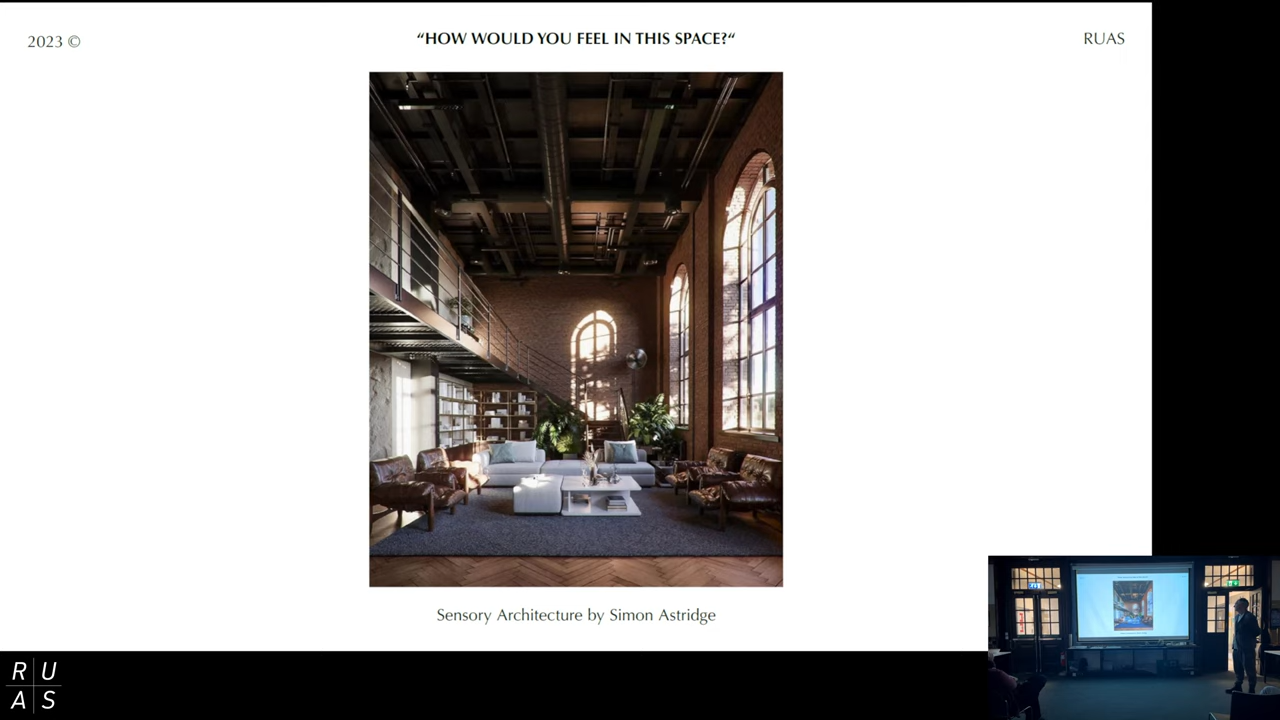 2023 ©
“HOW WOULD YOU FEEL IN THIS SPACE?“
RUAS
Sensory Architecture by Simon Astridge
R U
A S